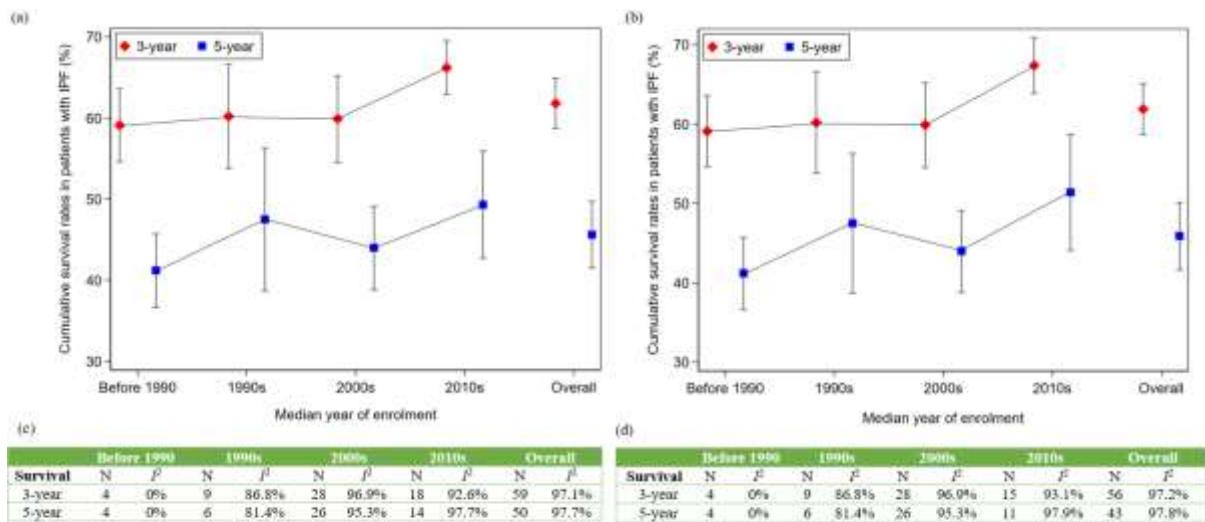 (a)
Cumulative survival rates in patients with IPF (%)
3-year 5-year
70
60
50
40
30
Before 1990 1990s 2000s 2010s Overall
Median year of enrolment
(b)
Cumulative survival rates in patients with IPF (%)
3-year 5-year
70
60
50
40
30
Before 1990 1990s 2000s 2010s Overall
Median year of enrolment
(c)
Before 1990 1990s 2000s 2010s Overall
Survival N I² N I² N I² N I² N I²
3-year 4 0% 9 86.8% 28 96.9% 18 92.6% 59 97.1%
5-year 4 0% 6 81.4% 26 95.3% 14 97.7% 50 97.7%
(d)
Before 1990 1990s 2000s 2010s Overall
Survival N I² N I² N I² N I² N I²
3-year 4 0% 9 86.8% 28 96.9% 15 93.1% 56 97.2%
5-year 4 0% 6 81.4% 26 95.3% 11 97.9% 43 97.8%